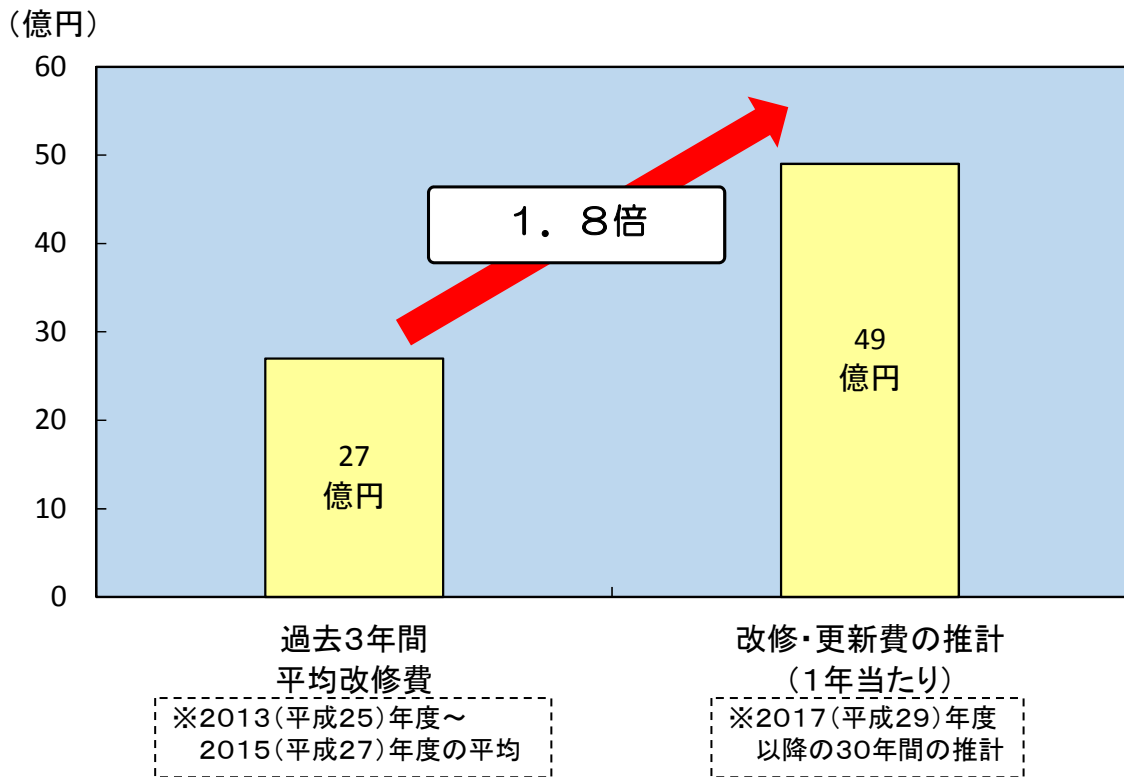 （億円）
60
50
40
30
20
10
0
１．８倍
27
億円
49
億円
過去3年間
平均改修費
※2013（平成25）年度～
2015（平成27）年度の平均
改修・更新費の推計
（1年当たり）
※2017（平成29）年度
以降の30年間の推計